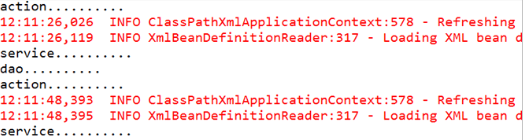 action..........
12:11:26,026  INFO ClassPathXmlApplicationContext:578 - Refreshing
12:11:26,119  INFO XmlBeanDefinitionReader:317 - Loading XML bean d
service..........
dao..........
action..........
12:11:48,393  INFO ClassPathXmlApplicationContext:578 - Refreshing
12:11:48,395  INFO XmlBeanDefinitionReader:317 - Loading XML bean d
service..........